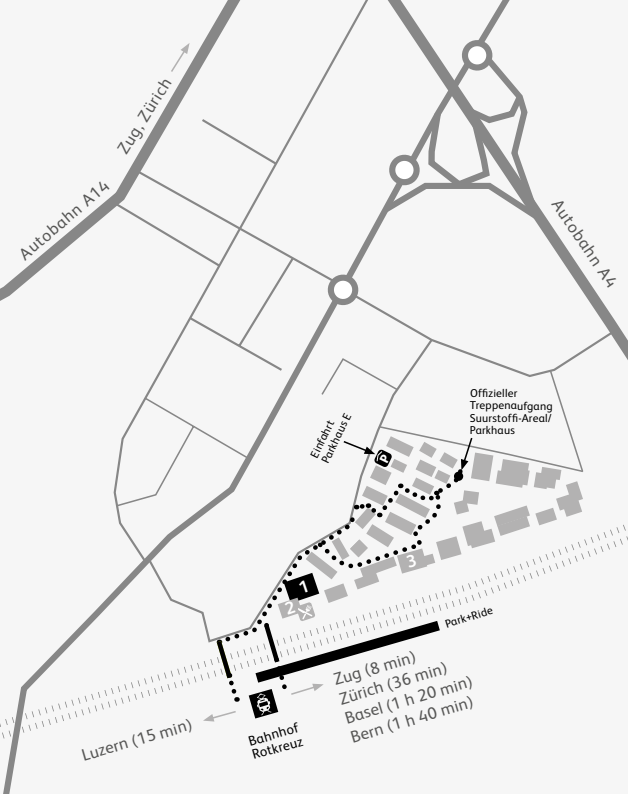 Zug, Zürich
Autobahn A14
Autobahn A4
Offizieller
Treppenaufgang
Suurstoffi-Areal/
Parkhaus
Einfahrt
Parkhaus E
P
1
2
3
Park+Ride
Zug (8 min)
Zürich (36 min)
Basel (1 h 20 min)
Bern (1 h 40 min)
Luzern (15 min)
Bahnhof
Rotkreuz